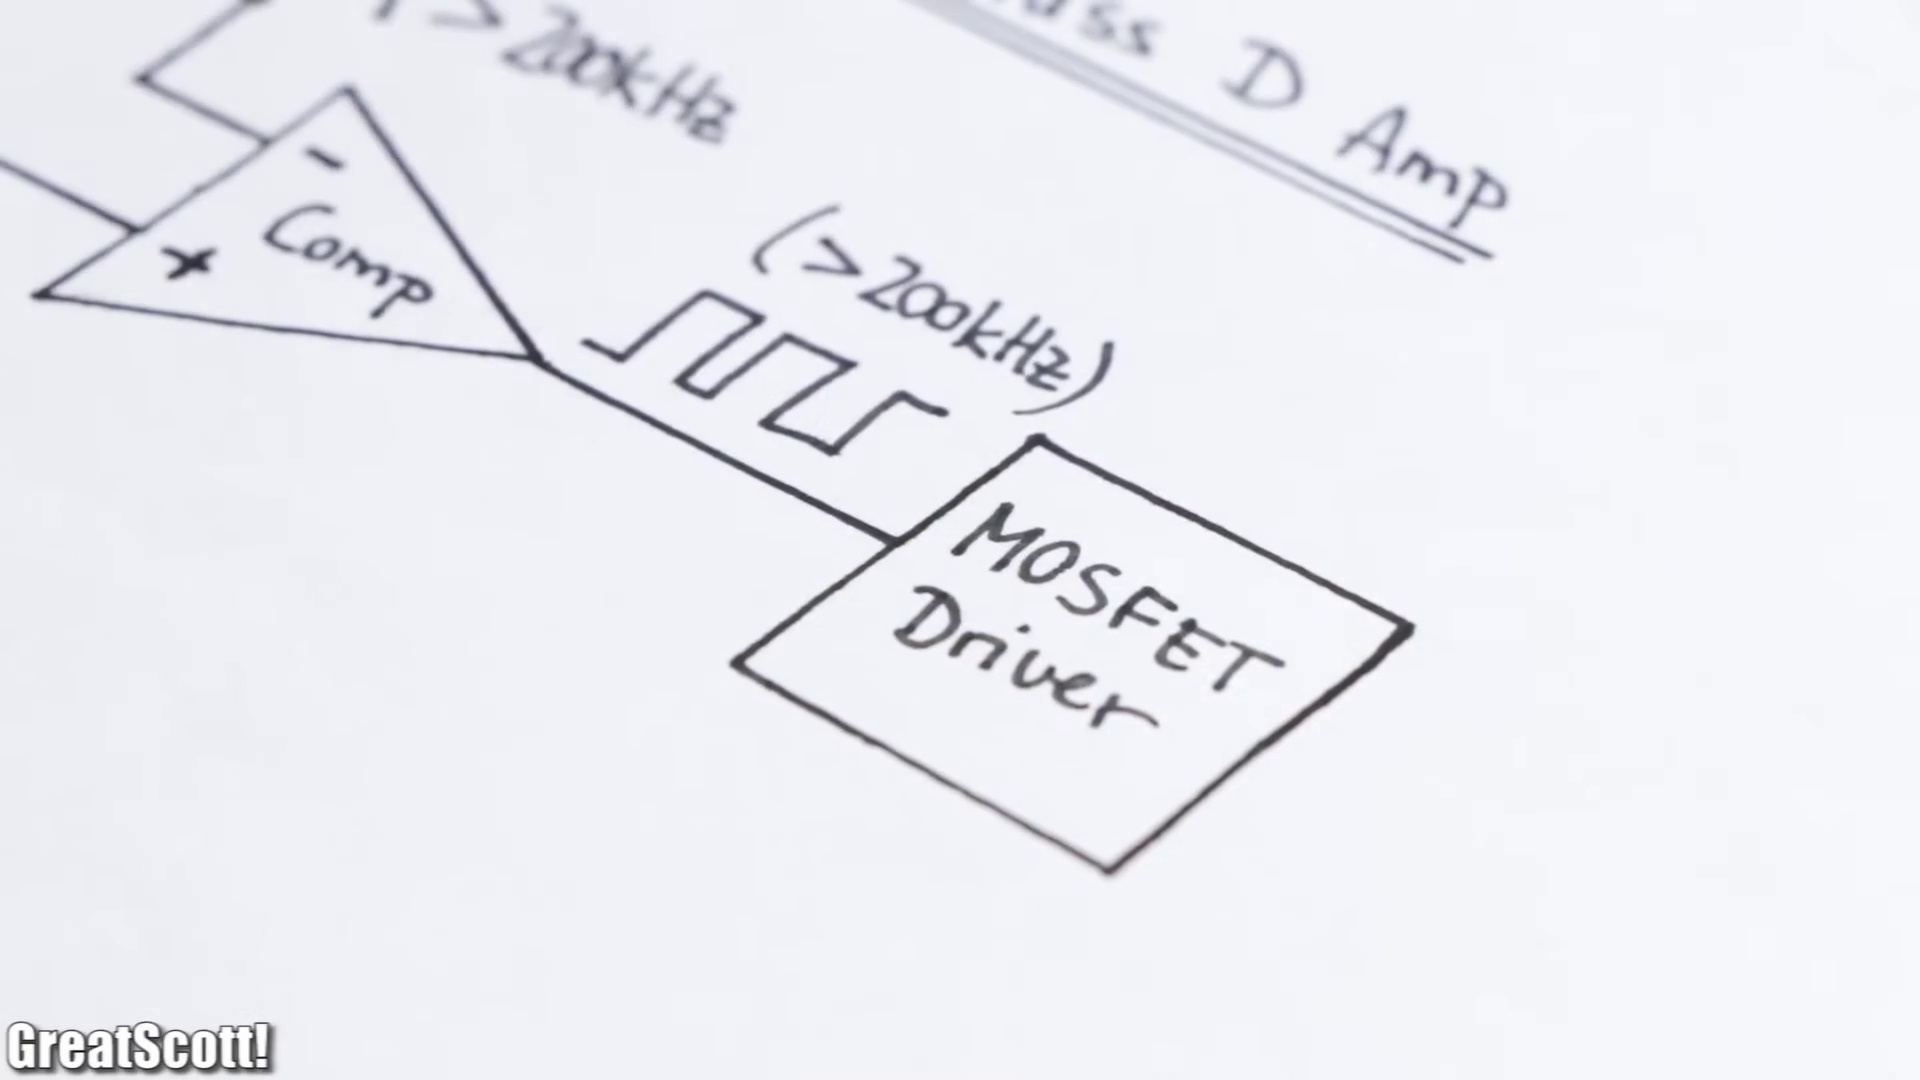 > 200kHz
D Amp
-
Comp
+
(>200kHz)
MOSFET
Driver
GreatScott!